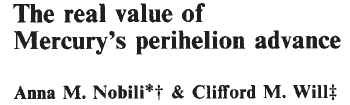 The real value of
Mercury's perihelion advance
Anna M. Nobili*† & Clifford M. Will‡